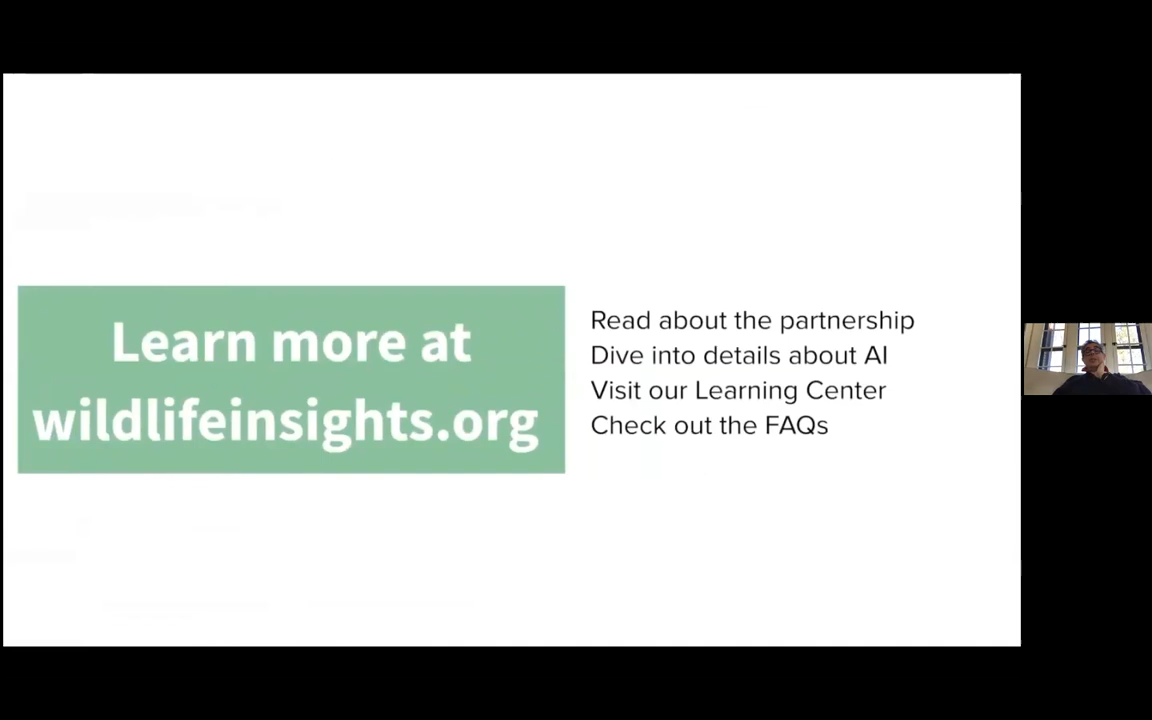 Learn more at
wildlifeinsights.org
Read about the partnership
Dive into details about AI
Visit our Learning Center
Check out the FAQs